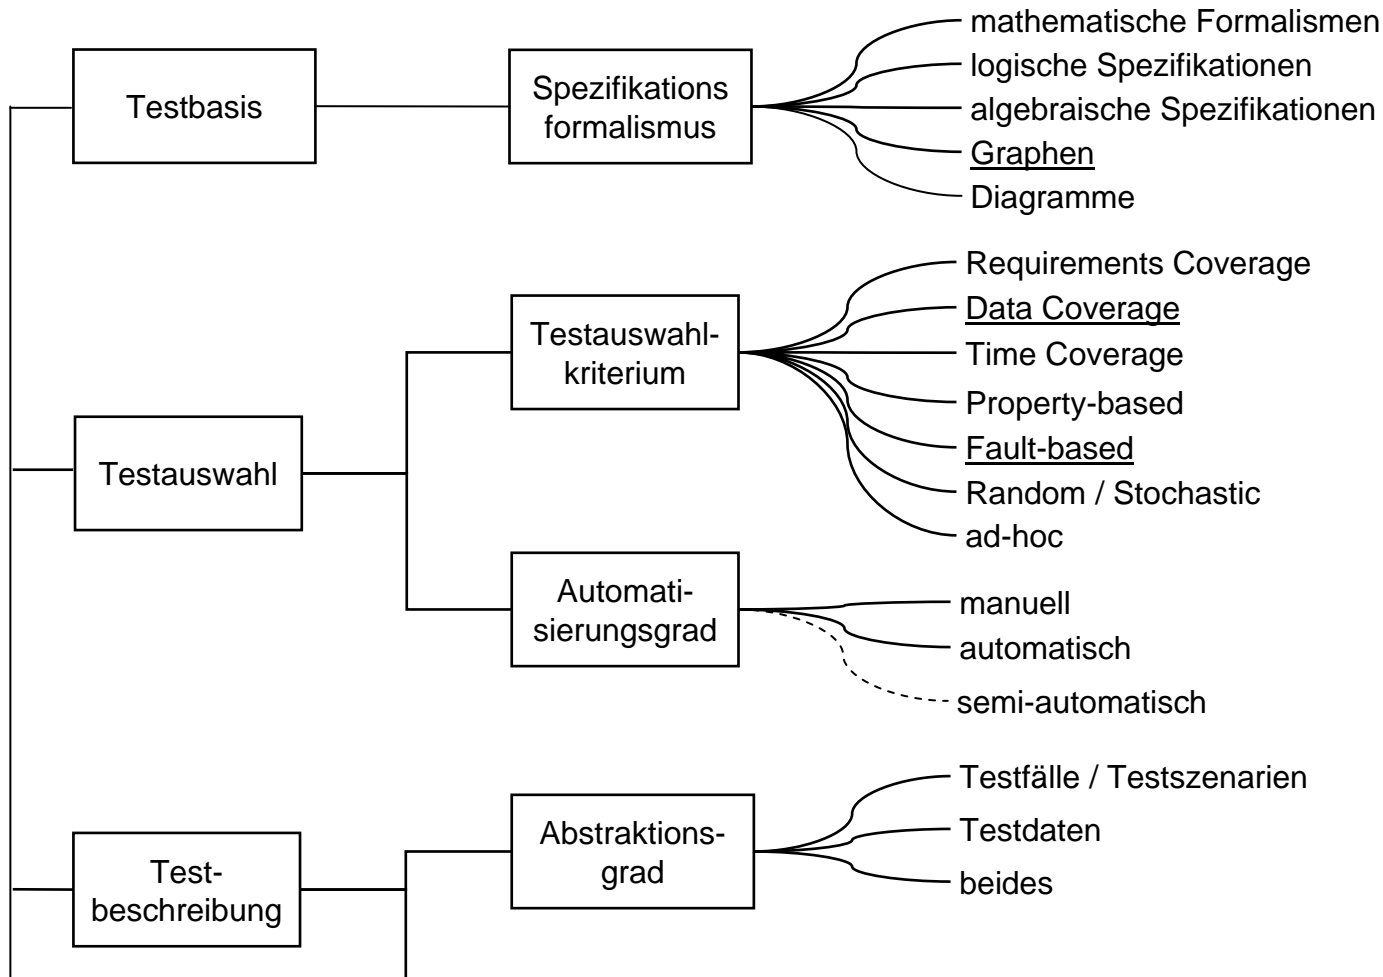 Testbasis
Spezifikations
formalismus
mathematische Formalismen
logische Spezifikationen
algebraische Spezifikationen
Graphen
Diagramme
Testauswahl
Testauswahl-
kriterium
Requirements Coverage
Data Coverage
Time Coverage
Property-based
Fault-based
Random / Stochastic
ad-hoc
Automati-
sierungsgrad
manuell
automatisch
semi-automatisch
Test-
beschreibung
Abstraktions-
grad
Testfälle / Testszenarien
Testdaten
beides